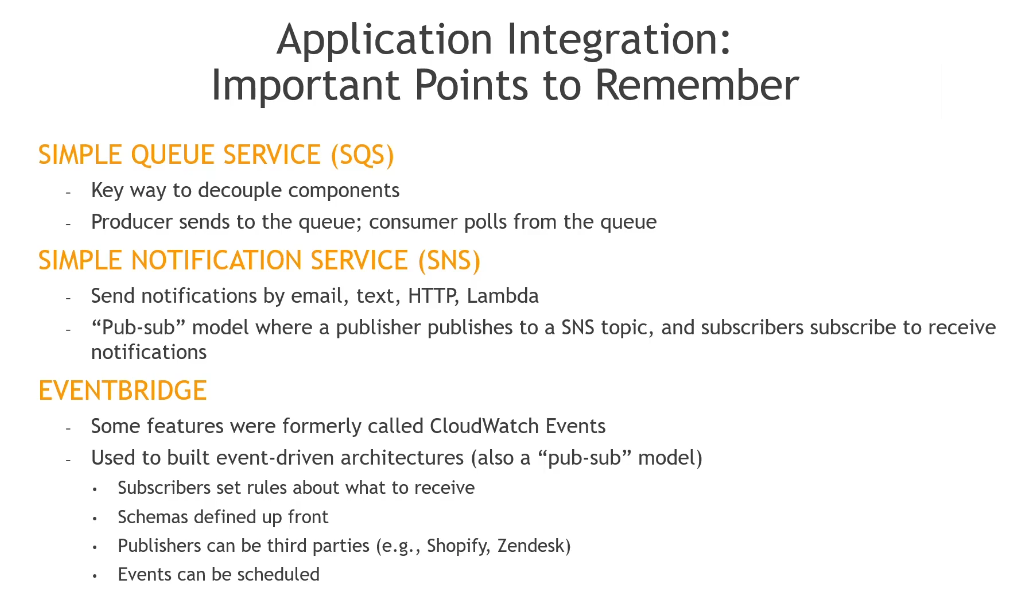 Application Integration:
Important Points to Remember
SIMPLE QUEUE SERVICE (SQS)
- Key way to decouple components
- Producer sends to the queue; consumer polls from the queue
SIMPLE NOTIFICATION SERVICE (SNS)
- Send notifications by email, text, HTTP, Lambda
- “Pub-sub” model where a publisher publishes to a SNS topic, and subscribers subscribe to receive
notifications
EVENTBRIDGE
- Some features were formerly called CloudWatch Events
- Used to built event-driven architectures (also a “pub-sub” model)
• Subscribers set rules about what to receive
• Schemas defined up front
• Publishers can be third parties (e.g., Shopify, Zendesk)
• Events can be scheduled